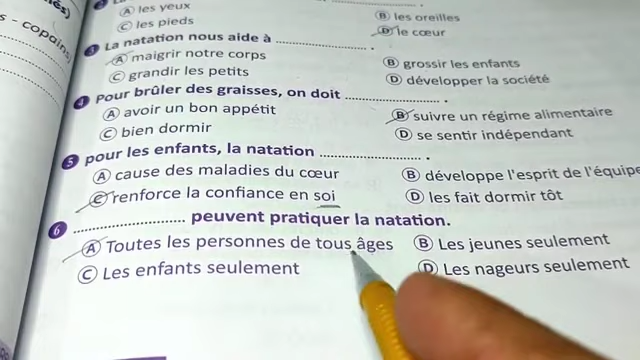 és)
s - copains
Ⓐ les yeux
Ⓑ les oreilles
Ⓒ les pieds
Ⓓ le cœur
3 La natation nous aide à .................... .
Ⓐ maigrir notre corps
Ⓑ grossir les enfants
Ⓒ grandir les petits
Ⓓ développer la société
4 Pour brûler des graisses, on doit .................... .
Ⓐ avoir un bon appétit
Ⓑ suivre un régime alimentaire
Ⓒ bien dormir
Ⓓ se sentir indépendant
5 pour les enfants, la natation .................... .
Ⓐ cause des maladies du cœur
Ⓑ développe l'esprit de l'équipe
Ⓒ renforce la confiance en soi
Ⓓ les fait dormir tôt
6 .................... peuvent pratiquer la natation.
Ⓐ Toutes les personnes de tous âges
Ⓑ Les jeunes seulement
Ⓒ Les enfants seulement
Ⓓ Les nageurs seulement